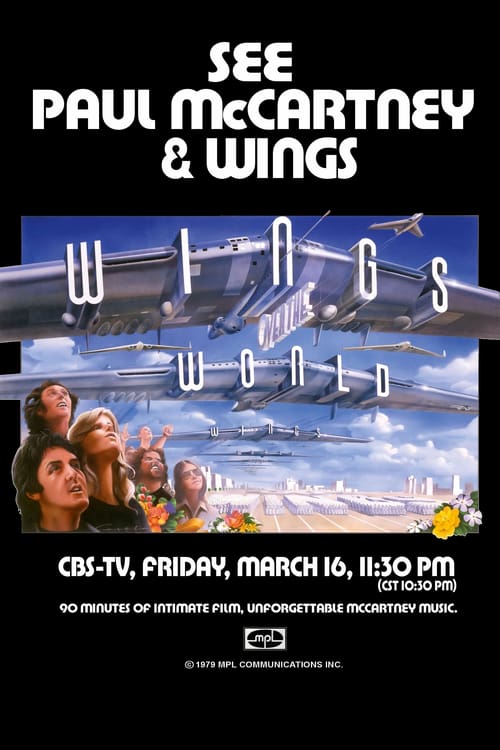 SEE
PAUL McCARTNEY
& WINGS
WINGS
OVER THE
WORLD
WINGS
CBS-TV, FRIDAY, MARCH 16, 11:30 PM
(CST 10:30 PM)
90 MINUTES OF INTIMATE FILM, UNFORGETTABLE McCARTNEY MUSIC.
MPL
© 1979 MPL COMMUNICATIONS INC.